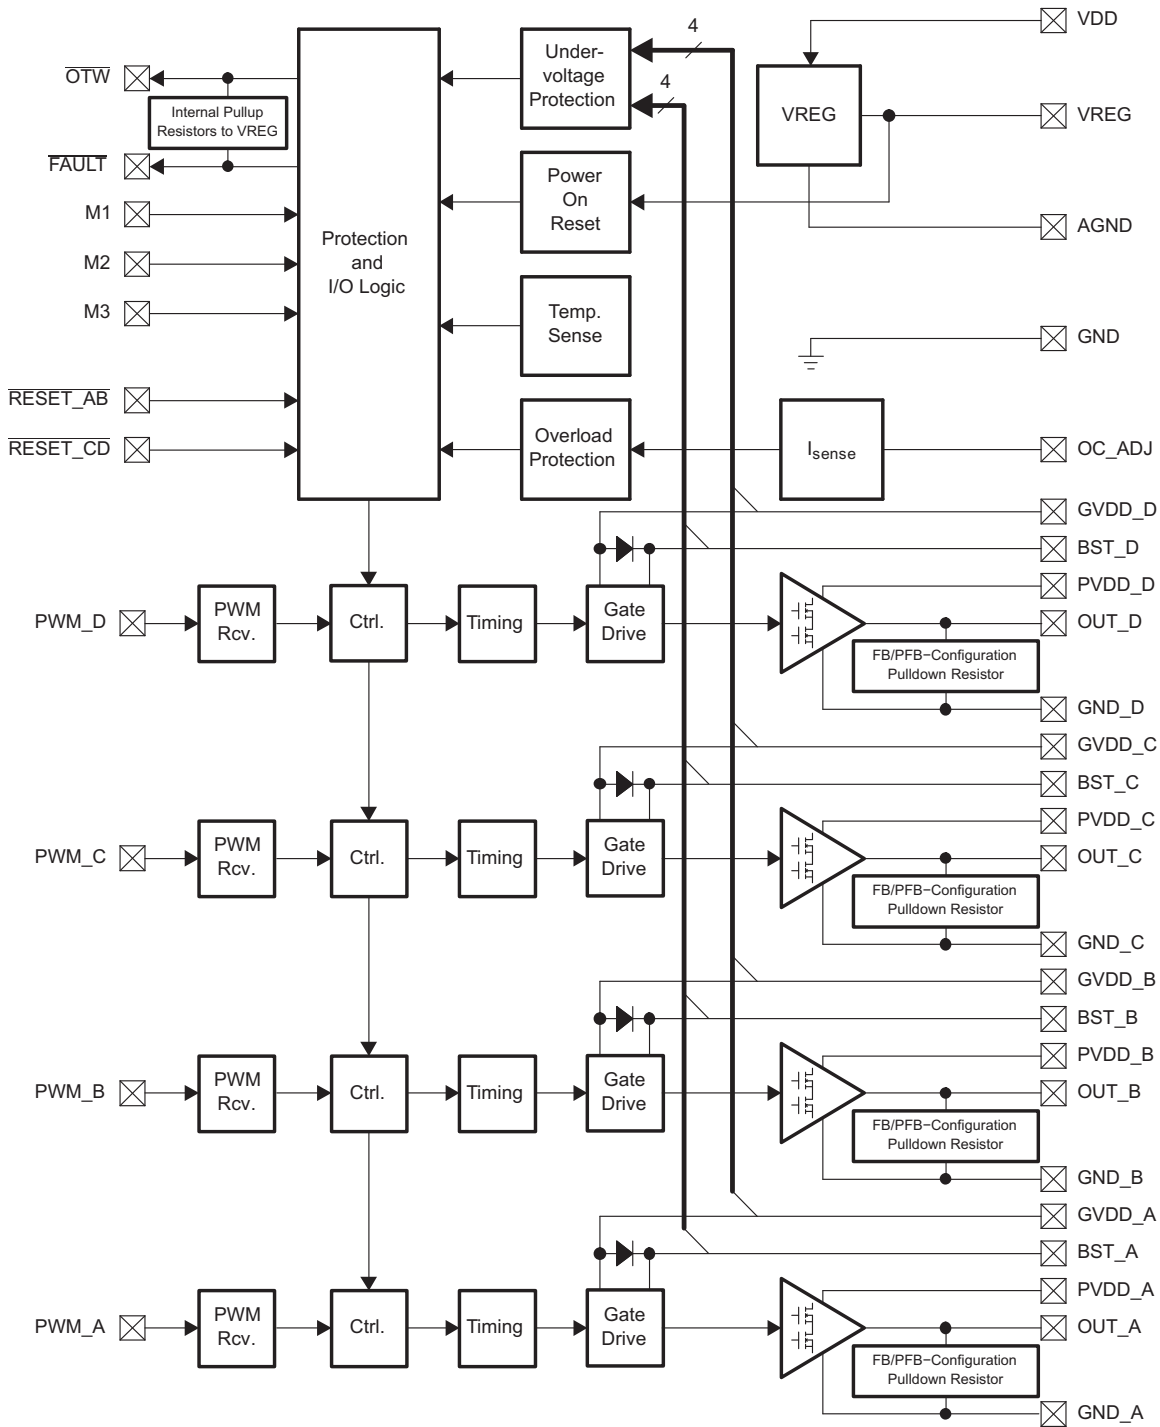 4
VDD
Under-
voltage
Protection
OTW
4
Internal Pullup
Resistors to VREG
VREG
VREG
FAULT
Power
On
Reset
M1
AGND
Protection
and
I/O Logic
M2
M3
Temp.
Sense
GND
RESET_AB
RESET_CD
Overload
Protection
Isense
OC_ADJ
GVDD_D
BST_D
PVDD_D
PWM_D
PWM
Rcv.
Ctrl.
Timing
Gate
Drive
OUT_D
FB/PFB−Configuration
Pulldown Resistor
GND_D
GVDD_C
BST_C
PVDD_C
PWM_C
PWM
Rcv.
Ctrl.
Timing
Gate
Drive
OUT_C
FB/PFB−Configuration
Pulldown Resistor
GND_C
GVDD_B
BST_B
PVDD_B
PWM_B
PWM
Rcv.
Ctrl.
Timing
Gate
Drive
OUT_B
FB/PFB−Configuration
Pulldown Resistor
GND_B
GVDD_A
BST_A
PVDD_A
PWM_A
PWM
Rcv.
Ctrl.
Timing
Gate
Drive
OUT_A
FB/PFB−Configuration
Pulldown Resistor
GND_A